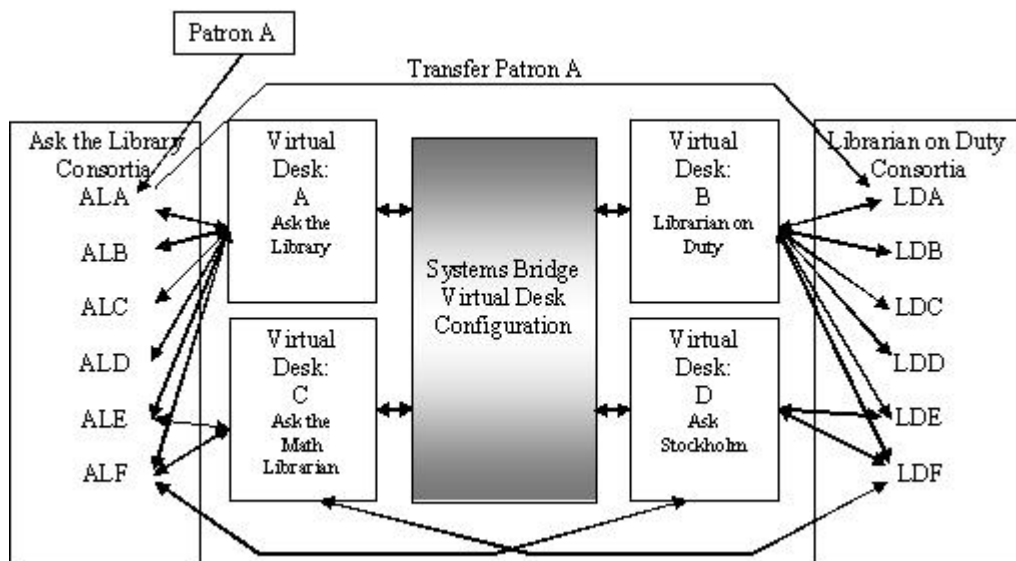 Patron A
Transfer Patron A
Ask the Library
Consortia
ALA
ALB
ALC
ALD
ALE
ALF
Virtual
Desk:
A
Ask the
Library
Virtual
Desk:
C
Ask the
Math
Librarian
Systems Bridge
Virtual Desk
Configuration
Virtual
Desk:
B
Librarian on
Duty
Virtual
Desk:
D
Ask
Stockholm
Librarian on Duty
Consortia
LDA
LDB
LDC
LDD
LDE
LDF